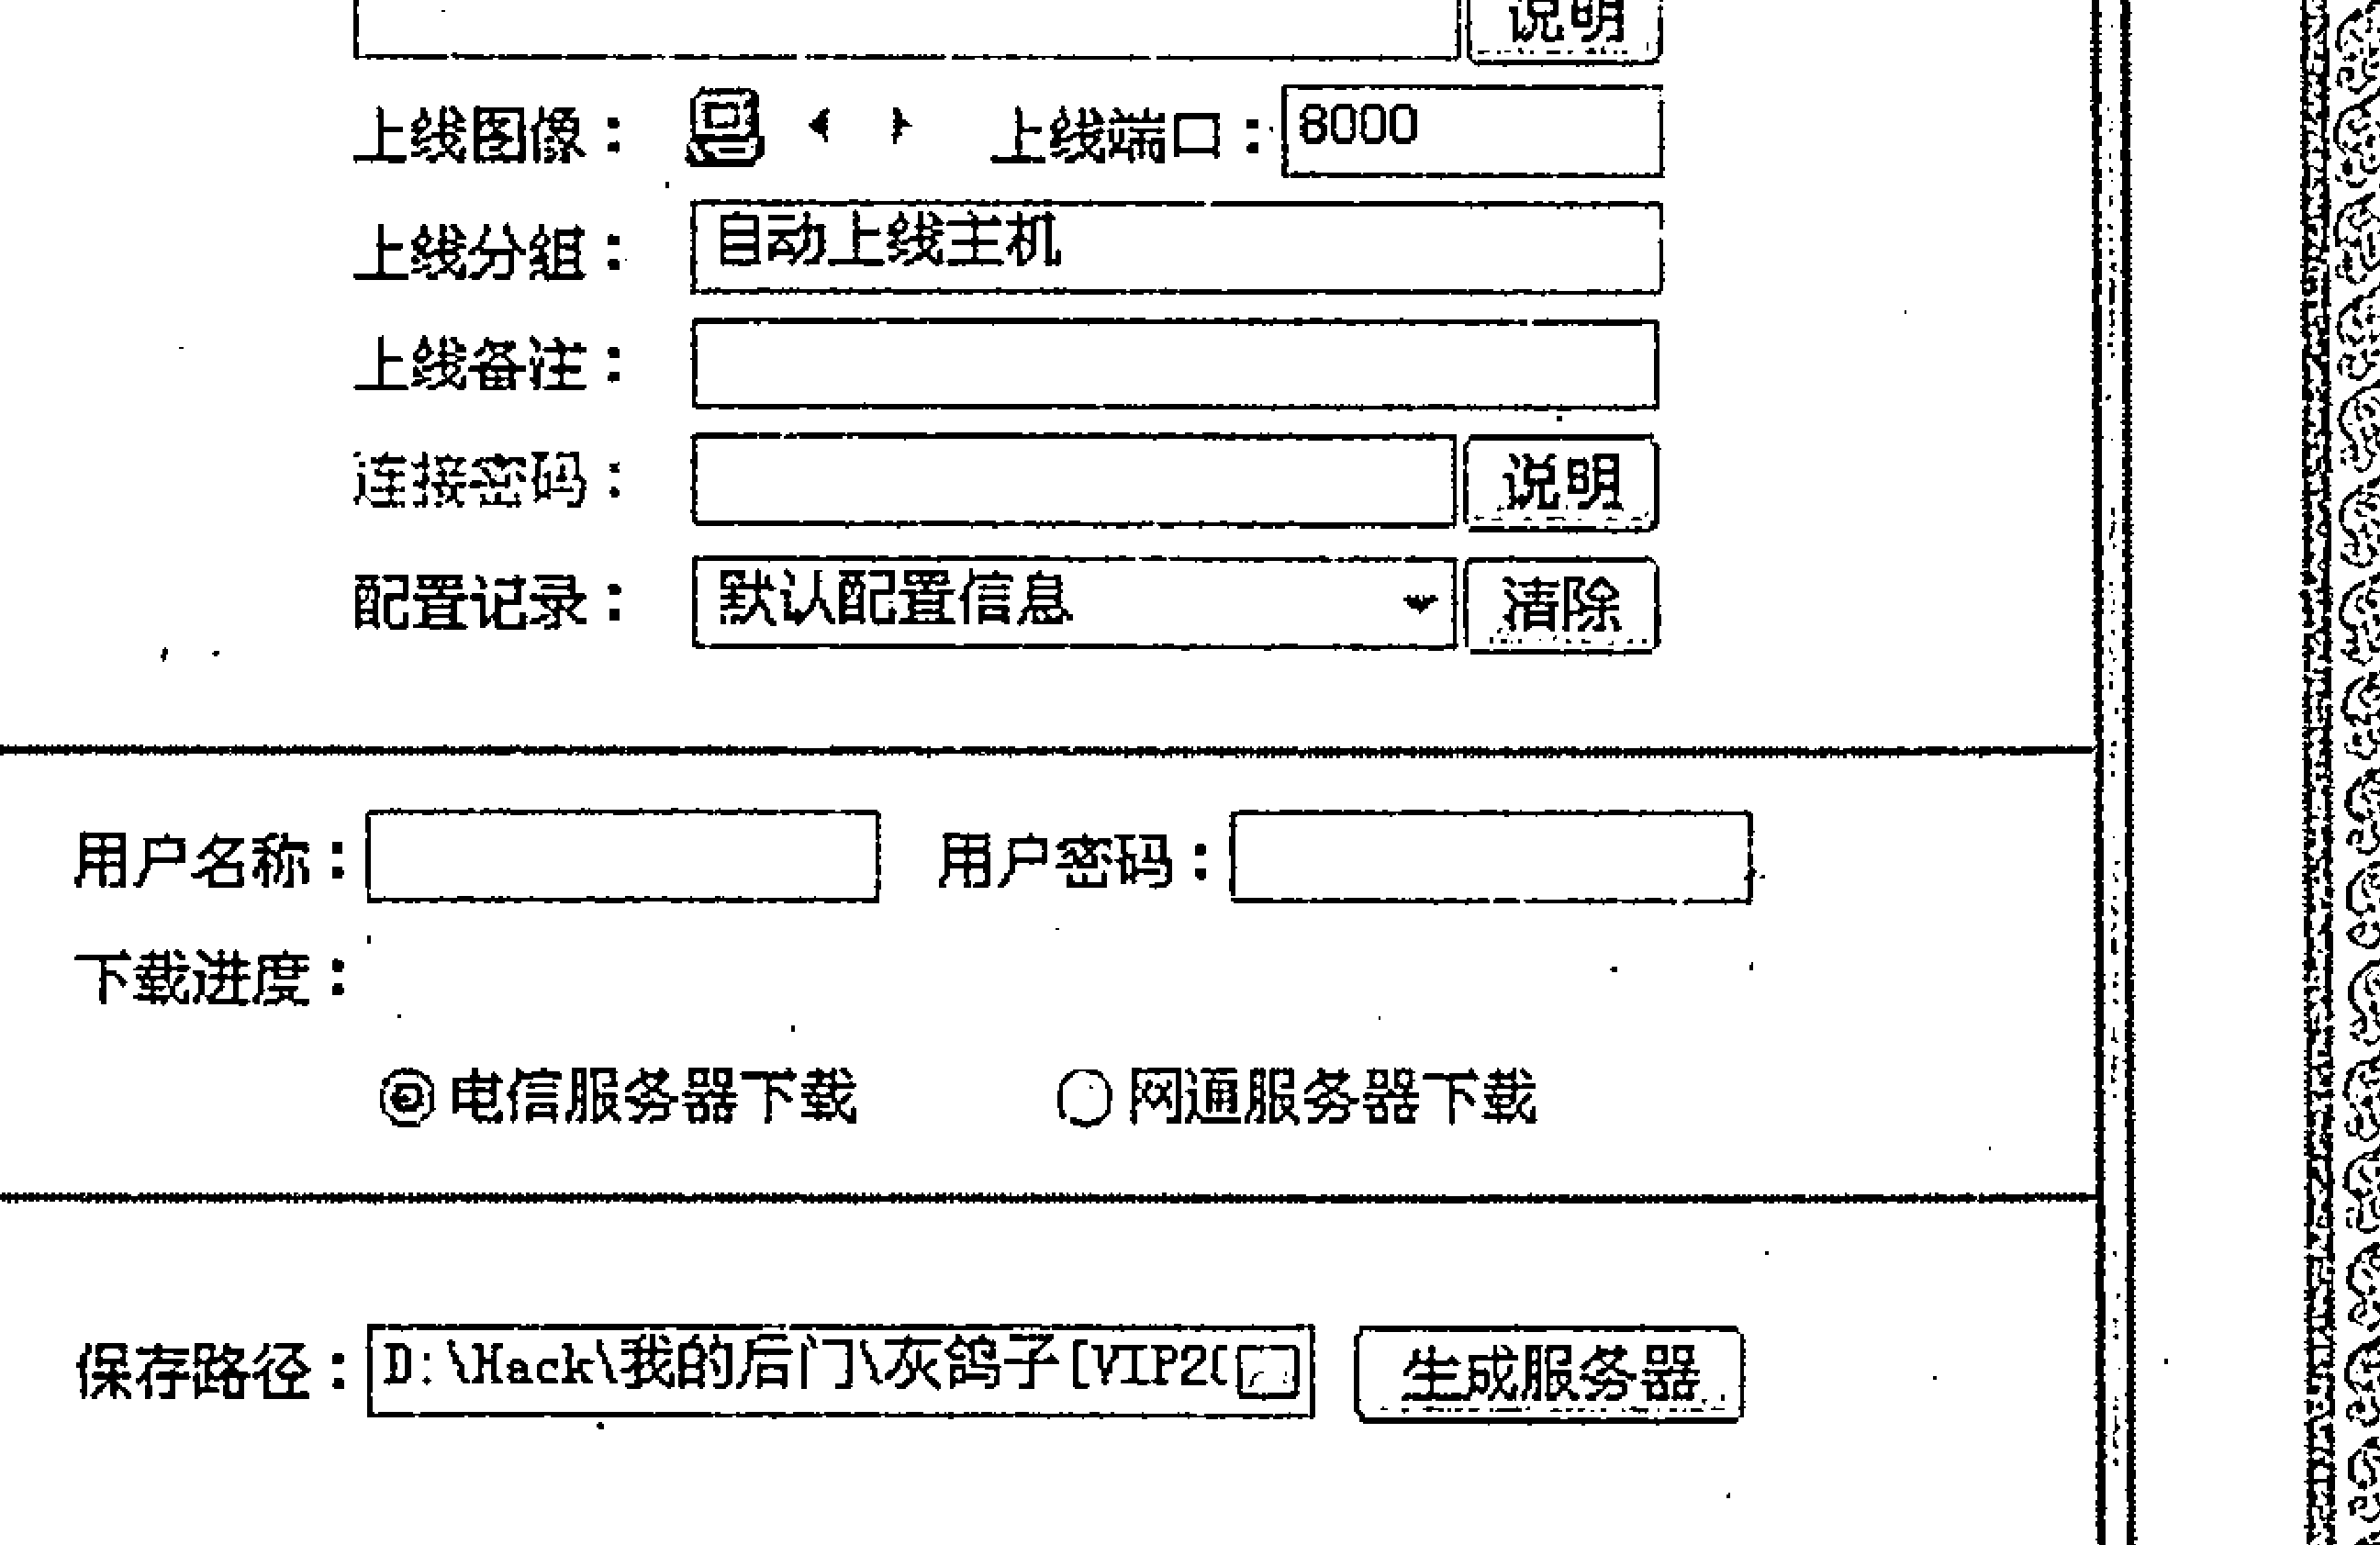 说明
上线图像： 上线端口： 8000
上线分组： 自动上线主机
上线备注：
连接密码： 说明
配置记录： 默认配置信息 清除
用户名称： 用户密码：
下载进度：
电信服务器下载 网通服务器下载
保存路径： D:\Hack\我的后门\灰鸽子[VIP20 生成服务器